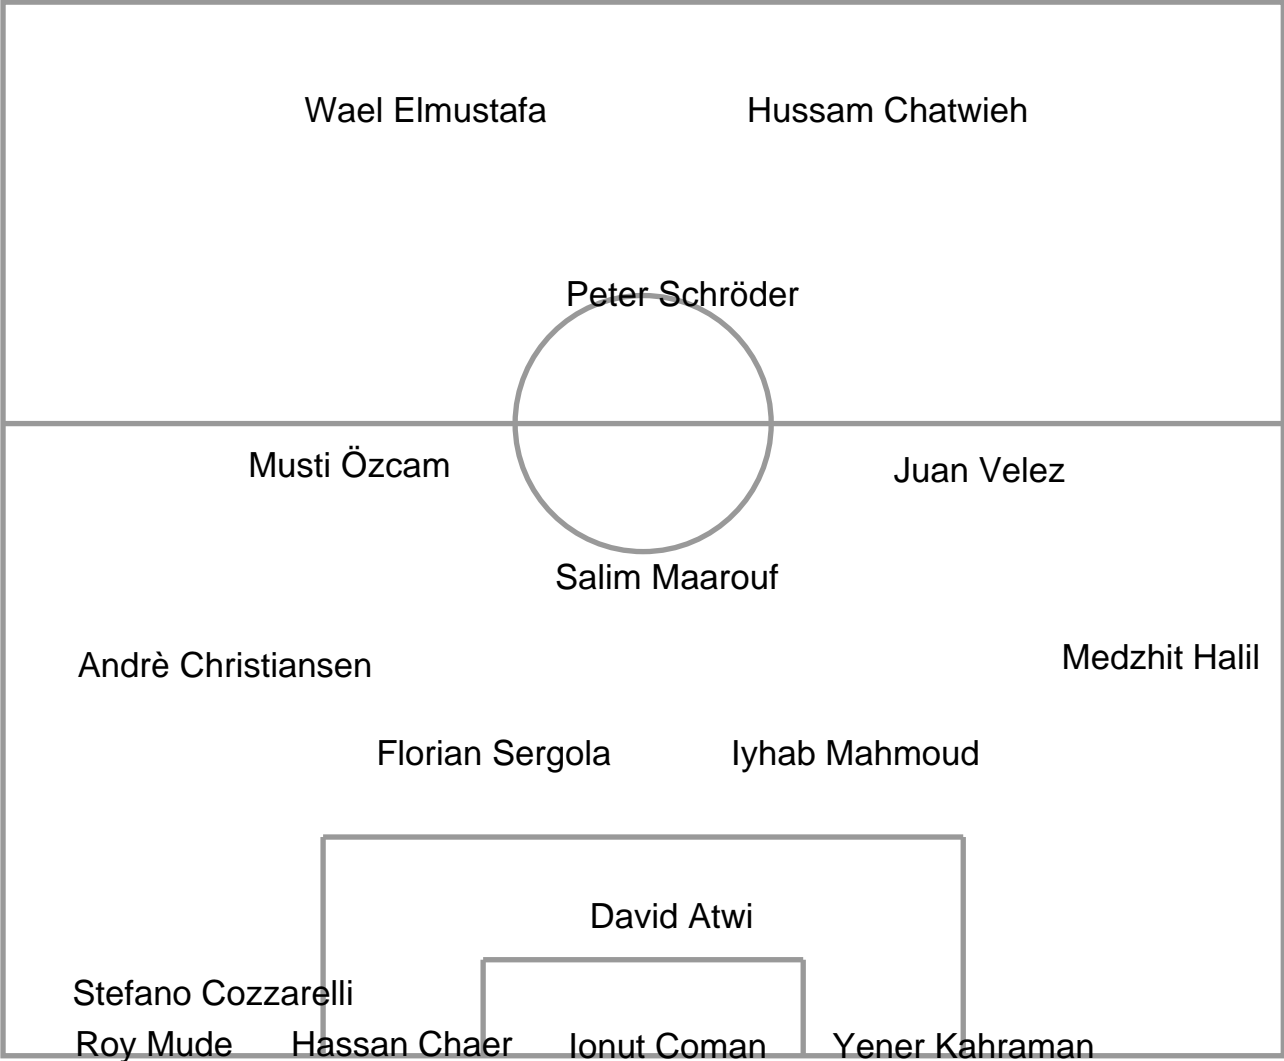 Wael Elmustafa Hussam Chatwieh
Peter Schröder
Musti Özcam Juan Velez
Salim Maarouf
Andrè Christiansen Medzhit Halil
Florian Sergola Iyhab Mahmoud
David Atwi
Stefano Cozzarelli
Roy Mude Hassan Chaer Ionut Coman Yener Kahraman